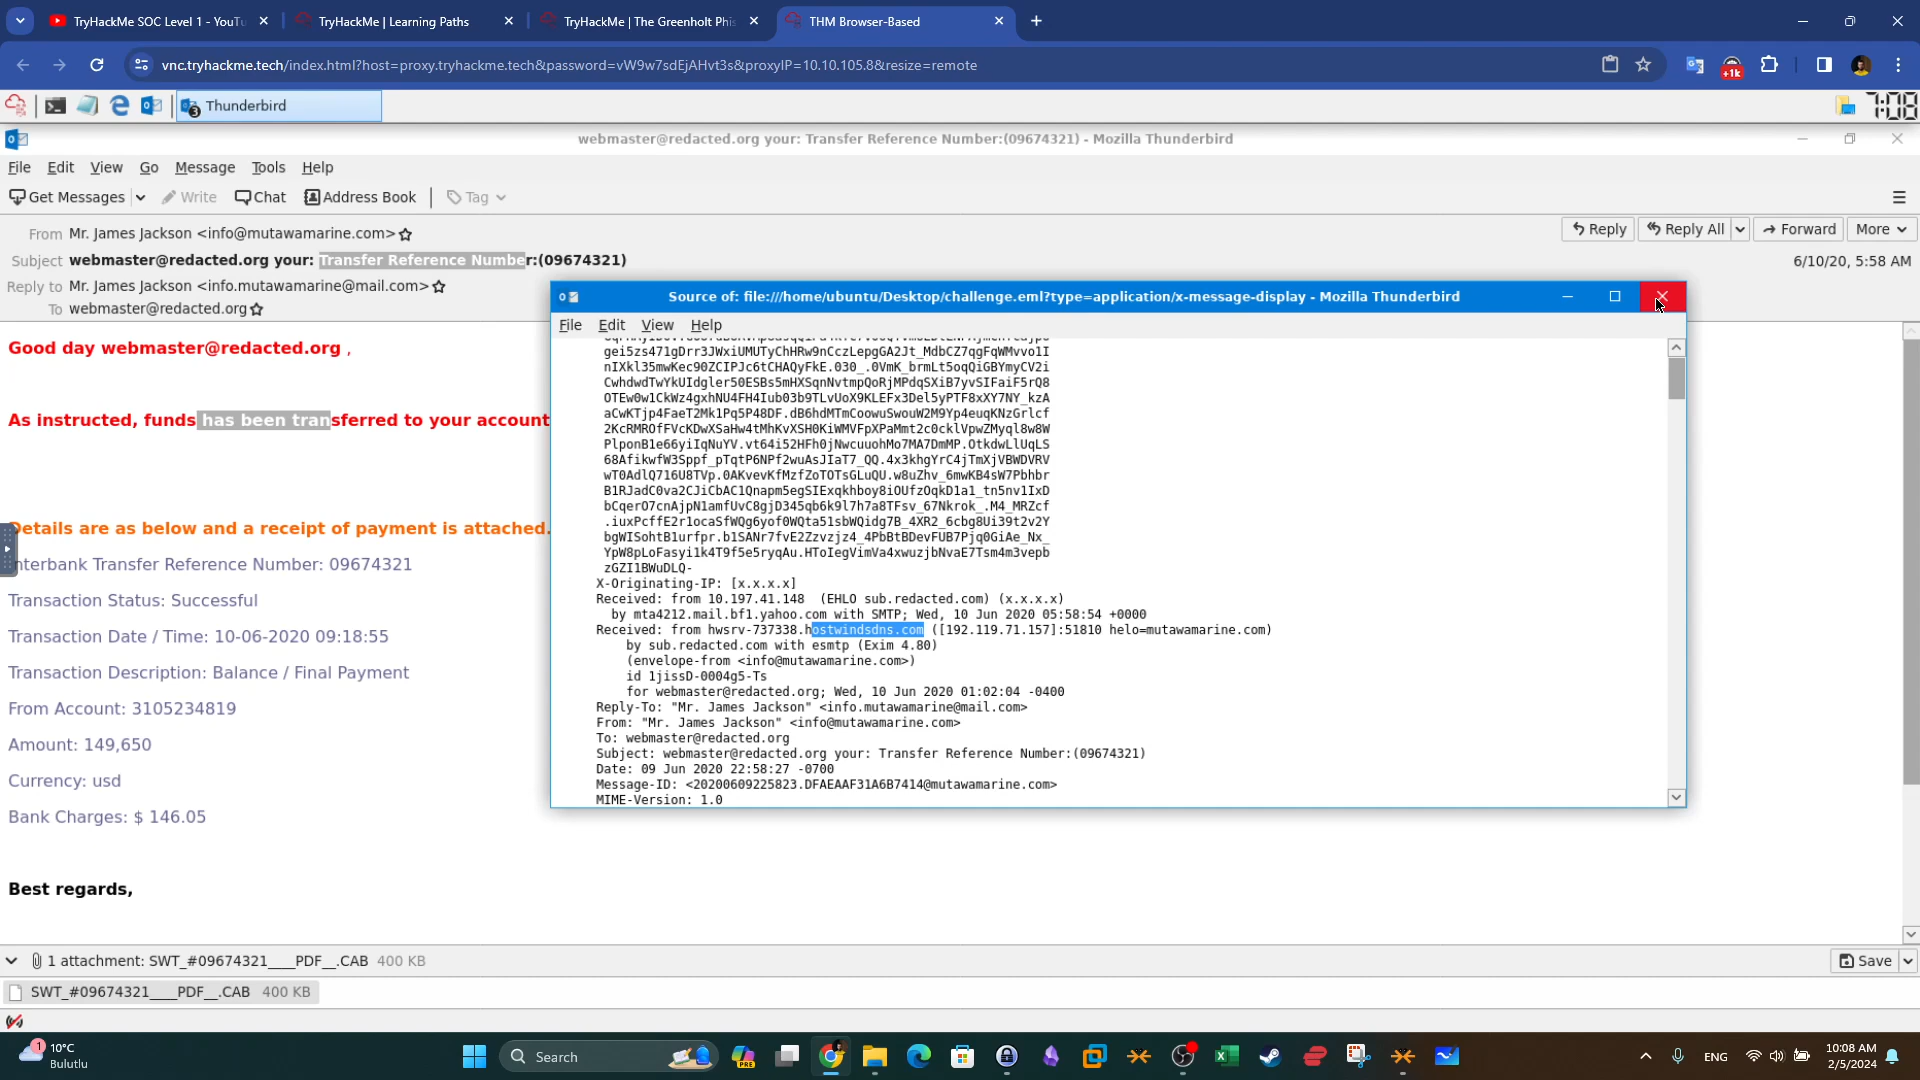 TryHackMe SOC Level 1 - YouTu
TryHackMe | Learning Paths
TryHackMe | The Greenholt Phis
THM Browser-Based
vnc.tryhackme.tech/index.html?host=proxy.tryhackme.tech&password=vW9w7sdEjAHvt3s&proxyIP=10.10.105.8&resize=remote
+1k
3 Thunderbird
7:08
webmaster@redacted.org your: Transfer Reference Number:(09674321) - Mozilla Thunderbird
File Edit View Go Message Tools Help
Get Messages Write Chat Address Book Tag
From Mr. James Jackson <info@mutawamarine.com>
Reply Reply All Forward More
Subject webmaster@redacted.org your: Transfer Reference Number:(09674321)
6/10/20, 5:58 AM
Reply to Mr. James Jackson <info.mutawamarine@mail.com>
To webmaster@redacted.org
Good day webmaster@redacted.org ,
As instructed, funds has been transferred to your account
Details are as below and a receipt of payment is attached.
nterbank Transfer Reference Number: 09674321
Transaction Status: Successful
Transaction Date / Time: 10-06-2020 09:18:55
Transaction Description: Balance / Final Payment
From Account: 3105234819
Amount: 149,650
Currency: usd
Bank Charges: $ 146.05
Best regards,
Source of: file:///home/ubuntu/Desktop/challenge.eml?type=application/x-message-display - Mozilla Thunderbird
File Edit View Help
gei5zs471gDrr3JWxiUMUTyChHRw9nCczLepgGA2Jt_MdbCZ7qgFqWMvvo1I
nIXkl35mwKec90ZCIPJc6tCHAQyFkE.030_.0VmK_brmLt5oqQiGBYmyCV2i
CwhdwdTwYkUIdgler50ESBs5mHXSqnNvtmpQoRjMPdqSXiB7yvSIFaiF5rQ8
OTEw0w1CkWz4gxhNU4FH4Iub03b9TLvUoX9KLEFx3Del5yPTF8xXY7NY_kzA
aCwKTjp4FaeT2Mk1Pq5P48DF.dB6hdMTmCoowuSwouW2M9Yp4euqKNzGrlcf
2KcRMROfFVcKDwXSaHw4tMhKvXSH0KiWMVFpXPaMmt2c0cklVpwZMyql8w8W
PlponB1e66yiIqNuYV.vt64i52HFh0jNwcuuohMo7MA7DmMP.OtkdwLlUqLS
68AfikwfW3Sppf_pTqtP6NPf2wuAsJIaT7_QQ.4x3khgYrC4jTmXjVBWDVRV
wT0AdlQ716U8TVp.0AKvevKfMzfZoTOTsGLuQU.w8uZhv_6mwKB4sW7Pbhbr
B1RJadC0va2CJiCbAC1Qnapm5egSIExqkhboy8iOUfzOqkD1a1_tn5nv1IxD
bCqerO7cnAjpN1amfUvC8gjD345qb6k9l7h7a8TFsv_67Nkrok_.M4_MRZcf
.iuxPcffE2r1ocaSfWQg6yof0WQta51sbWQidg7B_4XR2_6cbg8Ui39t2v2Y
bgWISohtB1urfpr.b1SANr7fvE2Zzvzjz4_4PbBtBDevFUB7Pjq0GiAe_Nx_
YpW8pLoFasyi1k4T9f5e5ryqAu.HToIegVimVa4xwuzjbNvaE7Tsm4m3vepb
zGZI1BWuDLQ-
X-Originating-IP: [x.x.x.x]
Received: from 10.197.41.148 (EHLO sub.redacted.com) (x.x.x.x)
by mta4212.mail.bf1.yahoo.com with SMTP; Wed, 10 Jun 2020 05:58:54 +0000
Received: from hwsrv-737338.hostwindsdns.com ([192.119.71.157]:51810 helo=mutawamarine.com)
by sub.redacted.com with esmtp (Exim 4.80)
(envelope-from <info@mutawamarine.com>)
id 1jissD-0004g5-Ts
for webmaster@redacted.org; Wed, 10 Jun 2020 01:02:04 -0400
Reply-To: "Mr. James Jackson" <info.mutawamarine@mail.com>
From: "Mr. James Jackson" <info@mutawamarine.com>
To: webmaster@redacted.org
Subject: webmaster@redacted.org your: Transfer Reference Number:(09674321)
Date: 09 Jun 2020 22:58:27 -0700
Message-ID: <20200609225823.DFAEAAF31A6B7414@mutawamarine.com>
MIME-Version: 1.0
1 attachment: SWT_#09674321____PDF__.CAB 400 KB
Save
SWT_#09674321____PDF__.CAB 400 KB
1
10°C
Bulutlu
Search
PRE
ENG
10:08 AM
2/5/2024